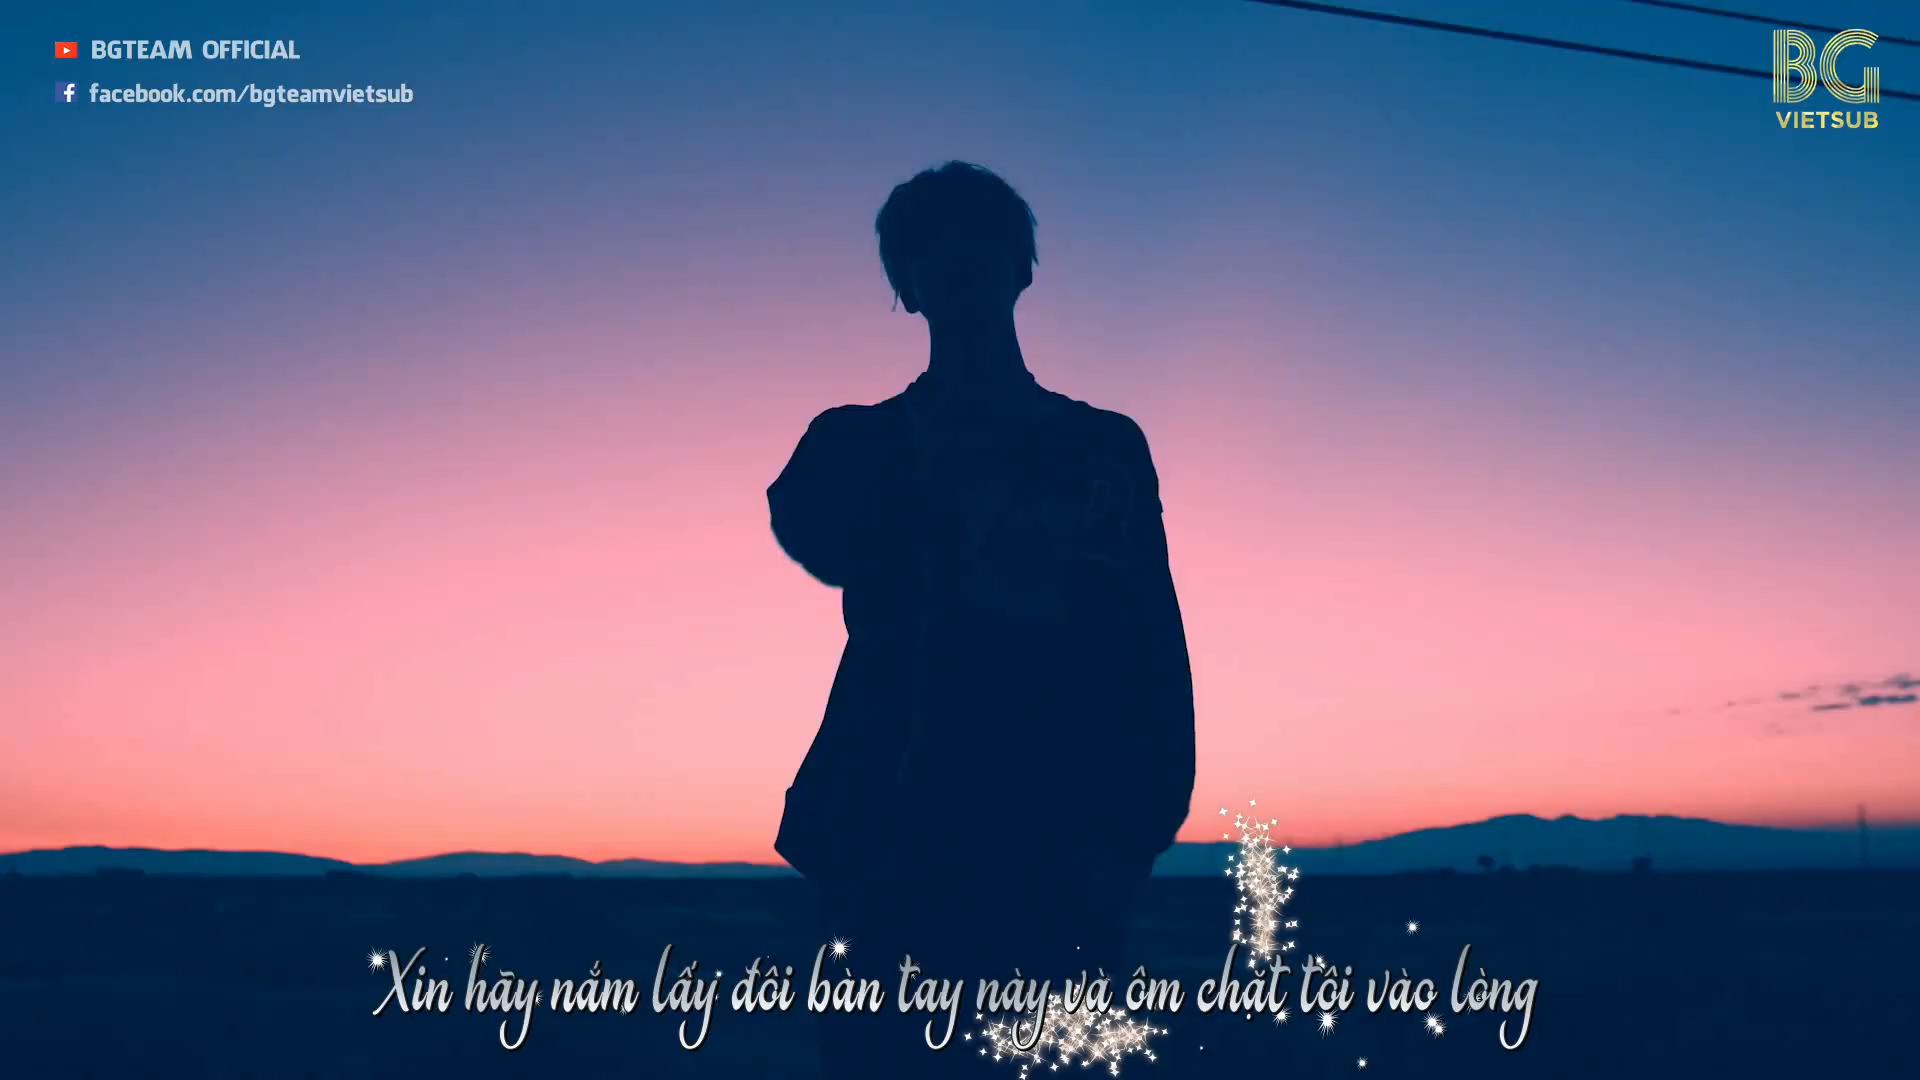 BGTEAM OFFICIAL
facebook.com/bgteamvietsub
BG
VIETSUB
Xin hãy nắm lấy đôi bàn tay này và ôm chặt tôi vào lòng